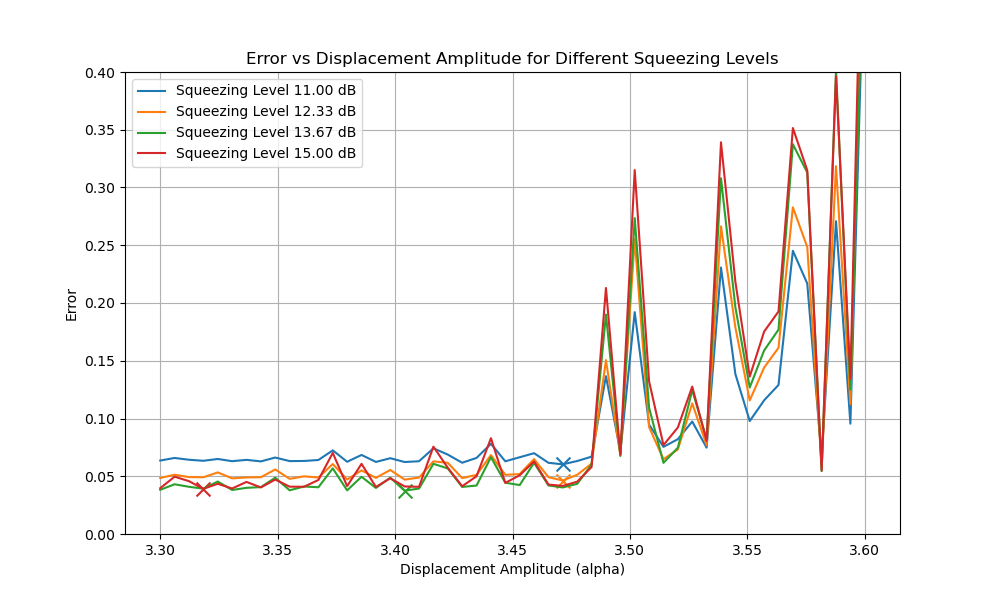 Error vs Displacement Amplitude for Different Squeezing Levels
Squeezing Level 11.00 dB
Squeezing Level 12.33 dB
Squeezing Level 13.67 dB
Squeezing Level 15.00 dB
Error
0.40
0.35
0.30
0.25
0.20
0.15
0.10
0.05
0.00
3.30 3.35 3.40 3.45 3.50 3.55 3.60
Displacement Amplitude (alpha)